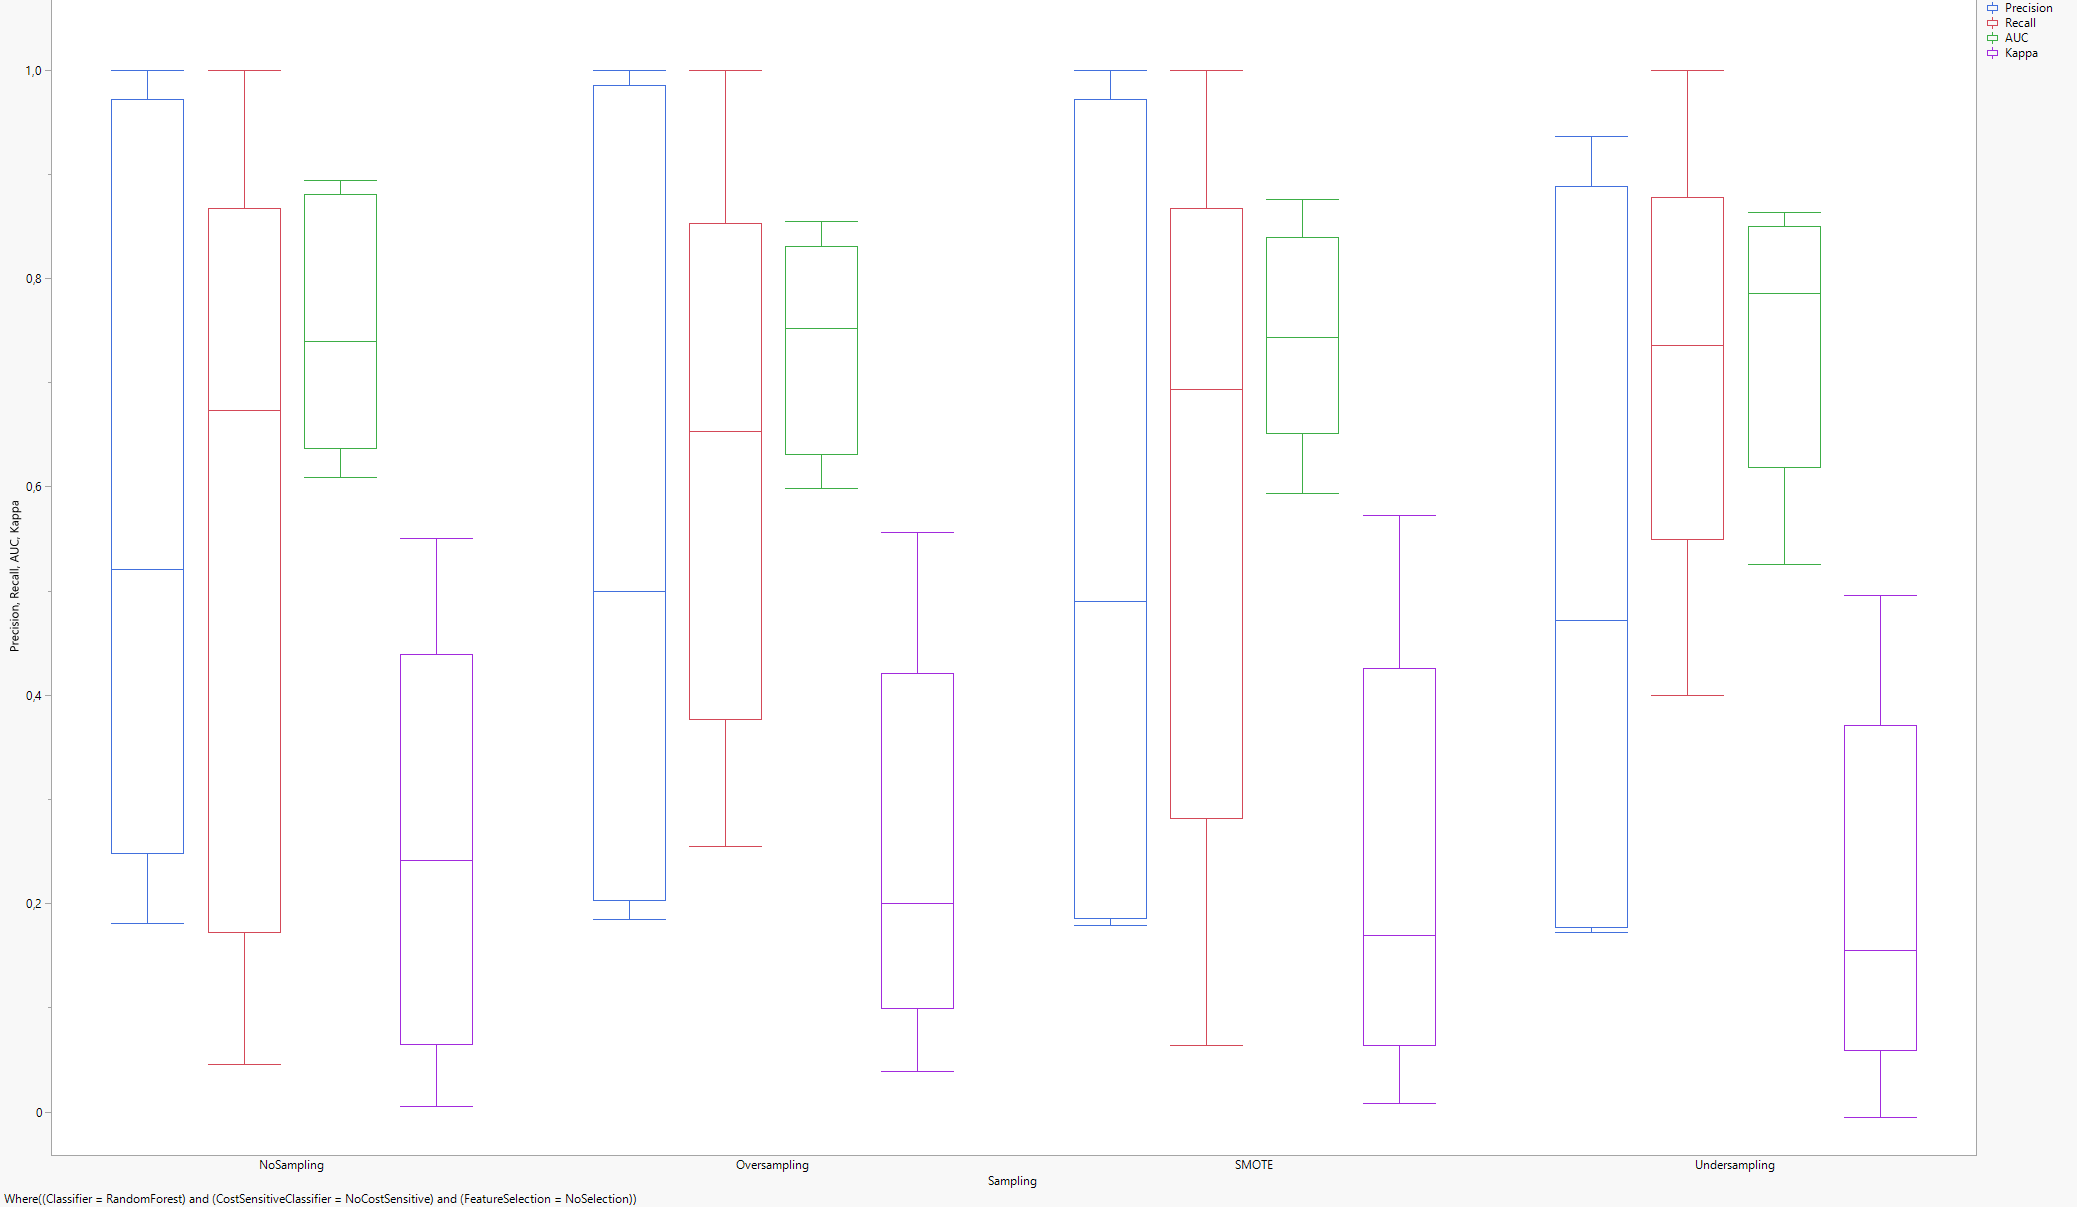 Precision
Recall
AUC
Kappa
1,0
0,8
0,6
0,4
0,2
0
Precision, Recall, AUC, Kappa
NoSampling
Oversampling
SMOTE
Undersampling
Sampling
Where((Classifier = RandomForest) and (CostSensitiveClassifier = NoCostSensitive) and (FeatureSelection = NoSelection))